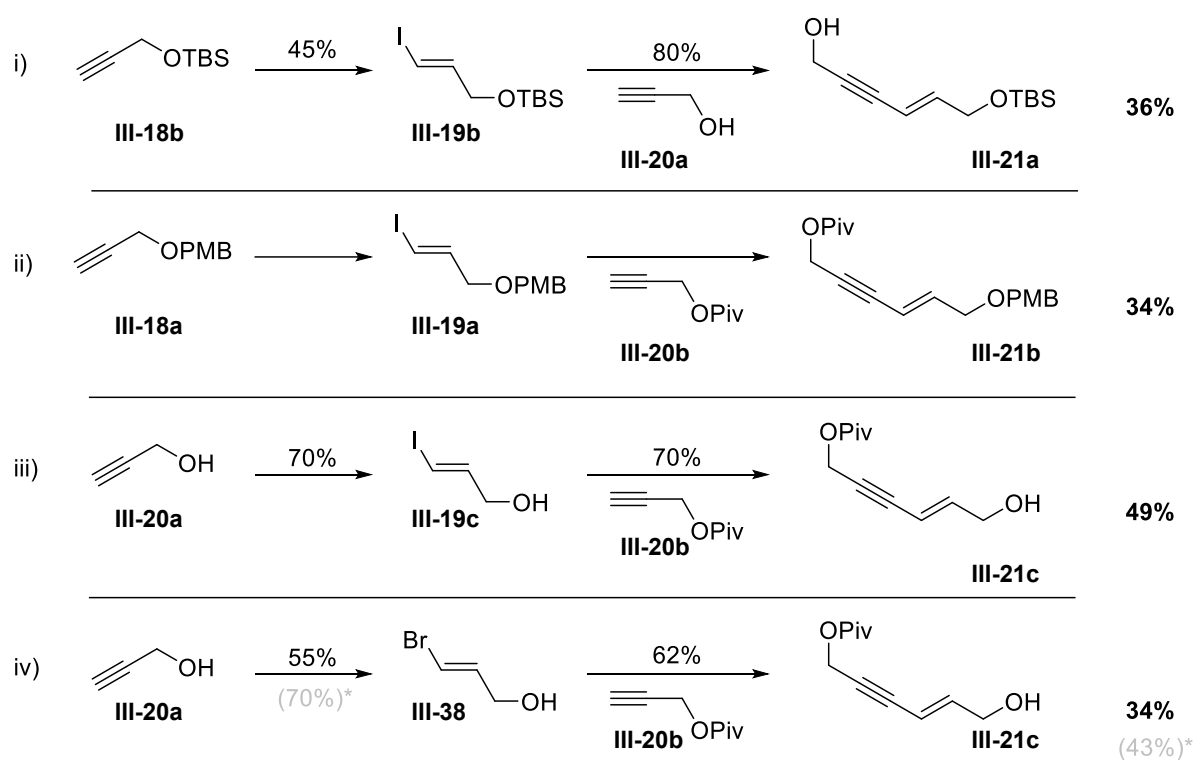 i)
OTBS
III-18b
45%
I
OTBS
III-19b
80%
OH
III-20a
OH
OTBS
III-21a
36%
ii)
OPMB
III-18a
I
OPMB
III-19a
OPiv
III-20b
OPiv
OPMB
III-21b
34%
iii)
OH
III-20a
70%
I
OH
III-19c
70%
OPiv
III-20b
OPiv
OH
III-21c
49%
iv)
OH
III-20a
55%
(70%)*
Br
OH
III-38
62%
OPiv
III-20b
OPiv
OH
III-21c
34%
(43%)*